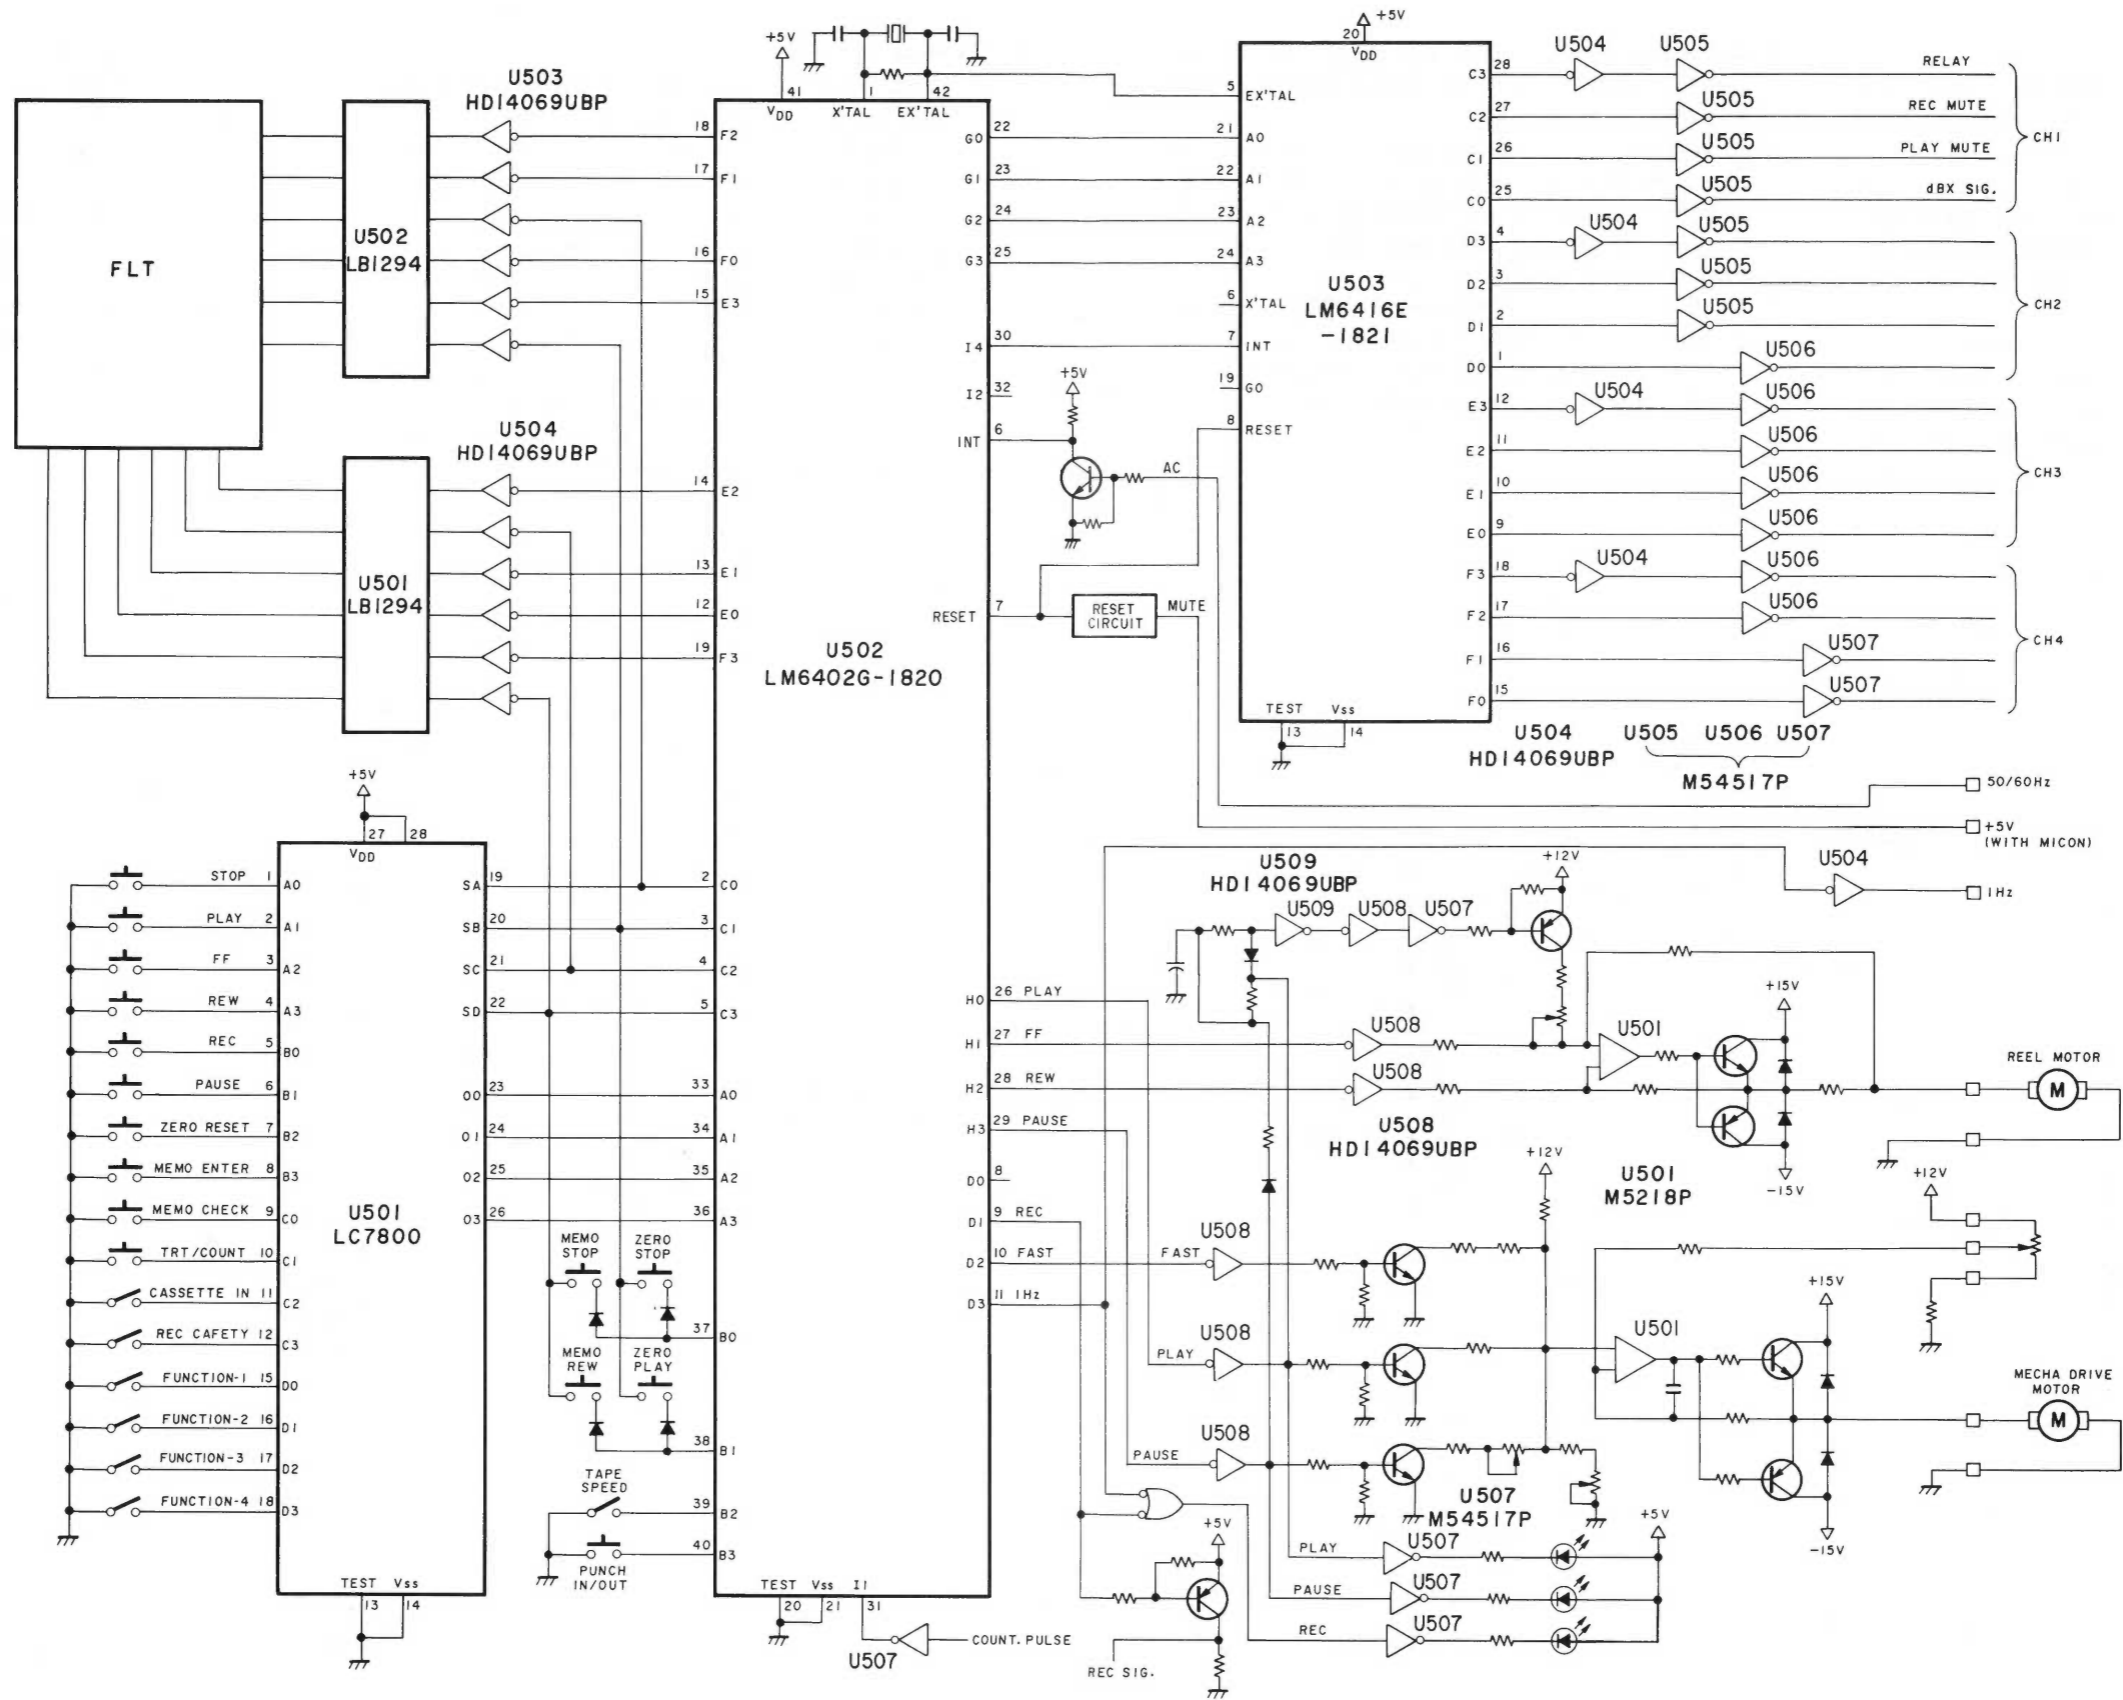 FLT
U503
HD14069UBP
U502
LB1294
U504
HD14069UBP
U501
LB1294
18
17
16
15
14
13
12
19
+5V
41
1
42
VDD
X'TAL
EX'TAL
F2
F1
F0
E3
E2
E1
E0
F3
U502
LM6402G-1820
G0 22
G1 23
G2 24
G3 25
I4 30
I2 32
INT 6
RESET 7
+5V
AC
RESET CIRCUIT
MUTE
+5V
20
VDD
5 EX'TAL
21 A0
22 A1
23 A2
24 A3
6 X'TAL
7 INT
19 G0
8 RESET
U503
LM6416E
-1821
TEST
Vss
13
14
C3 28 U504 U505 RELAY
C2 27 U505 REC MUTE
C1 26 U505 PLAY MUTE
C0 25 U505 dBX SIG.
CH1
D3 4 U504 U505
D2 3 U505
D1 2 U505
D0 1 U506
CH2
E3 12 U504 U506
E2 11 U506
E1 10 U506
E0 9 U506
CH3
F3 18 U504 U506
F2 17 U506
F1 16 U507
F0 15 U507
CH4
U504
HD14069UBP
U505 U506 U507
M54517P
50/60Hz
+5V
(WITH MICON)
U504
1Hz
+5V
27
28
VDD
STOP 1 A0
PLAY 2 A1
FF 3 A2
REW 4 A3
REC 5 B0
PAUSE 6 B1
ZERO RESET 7 B2
MEMO ENTER 8 B3
MEMO CHECK 9 C0
TRT/COUNT 10 C1
CASSETTE IN 11 C2
REC CAFETY 12 C3
FUNCTION-1 15 D0
FUNCTION-2 16 D1
FUNCTION-3 17 D2
FUNCTION-4 18 D3
U501
LC7800
SA 19
SB 20
SC 21
SD 22
O0 23
O1 24
O2 25
O3 26
TEST
Vss
13
14
2 C0
3 C1
4 C2
5 C3
33 A0
34 A1
35 A2
36 A3
MEMO STOP
ZERO STOP
37 B0
MEMO REW
ZERO PLAY
38 B1
TAPE SPEED
39 B2
40 B3
PUNCH IN/OUT
TEST
Vss
I1
20
21
31
U507
COUNT. PULSE
H0 26 PLAY
H1 27 FF
H2 28 REW
H3 29 PAUSE
D0 8
D1 9 REC
D2 10 FAST
D3 11 1Hz
U509
HD14069UBP
U509
U508
U507
+12V
U508
U508
U508
HD14069UBP
U501
+15V
-15V
REEL MOTOR
M
U501
M5218P
+12V
+12V
FAST
U508
PLAY
U508
PAUSE
U508
U507
M54517P
U501
+15V
-15V
MECHA DRIVE
MOTOR
M
+5V
+5V
PLAY
U507
PAUSE
U507
REC
U507
REC SIG.